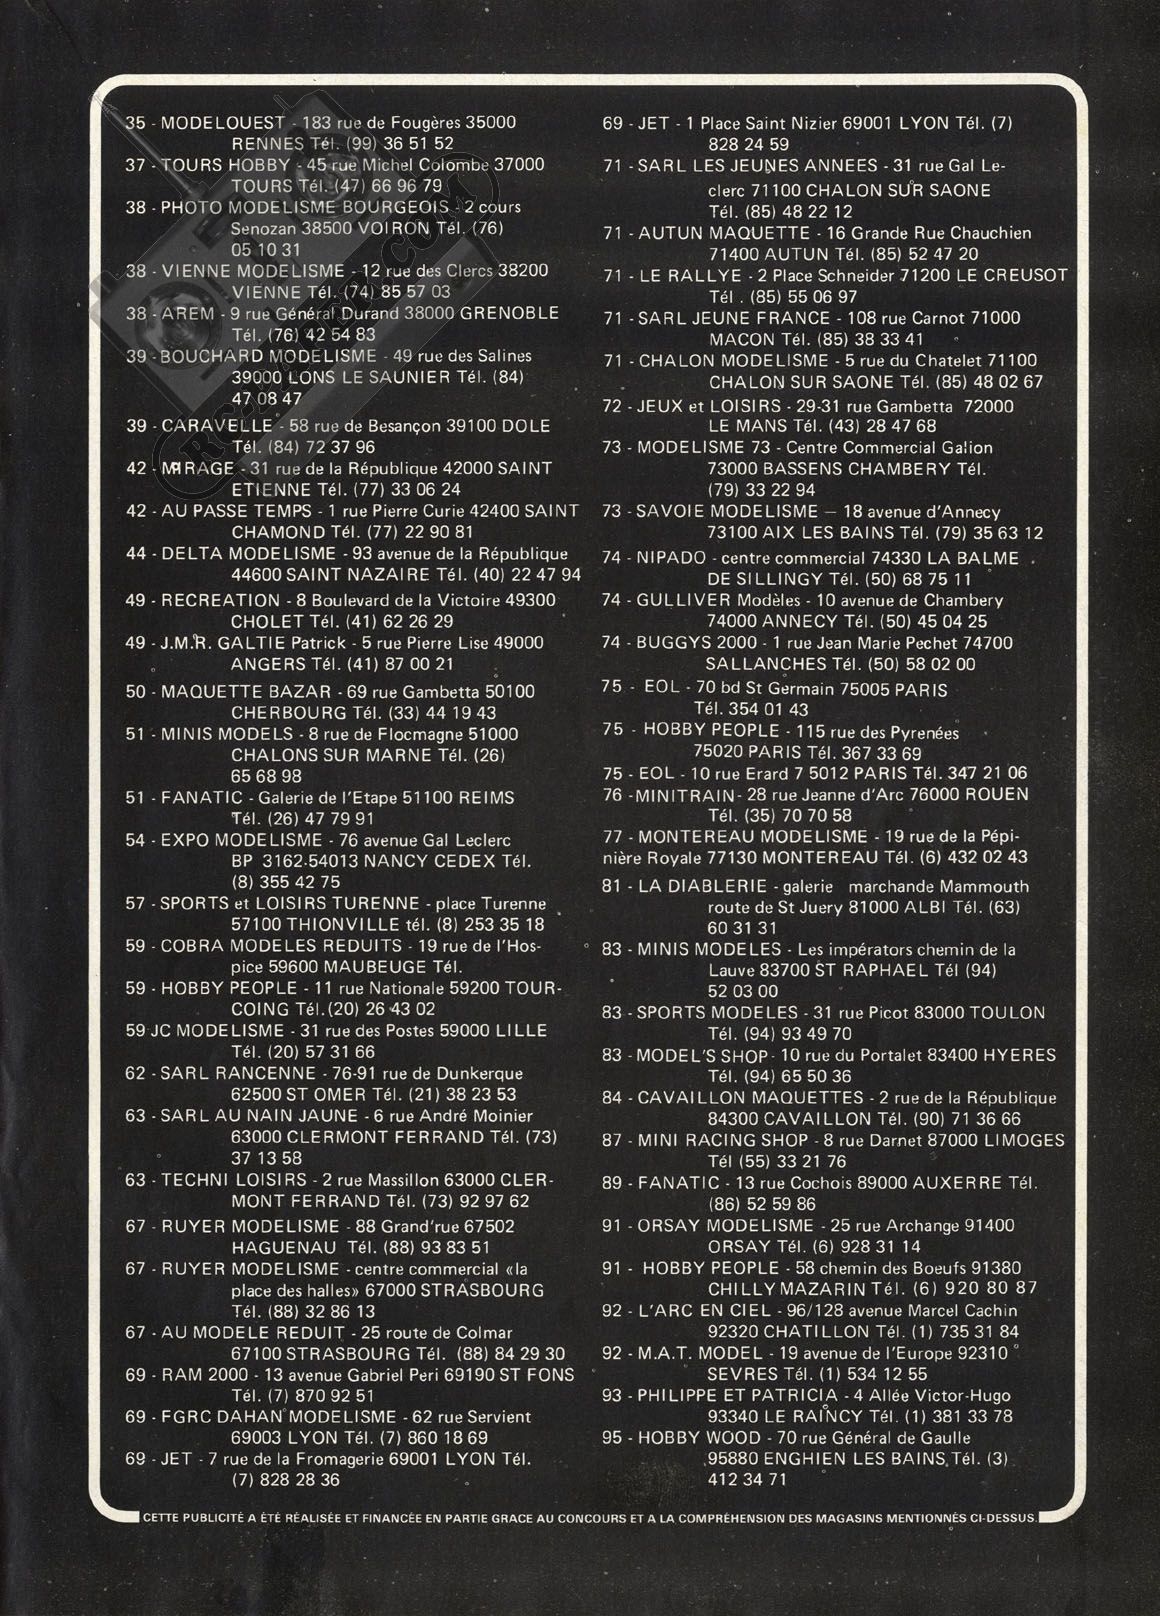 35 - MODELOUEST - 183 rue de Fougères 35000
RENNES Tél. (99) 36 51 52
37 - TOURS HOBBY - 45 rue Michel Colombe 37000
TOURS Tél. (47) 66 96 79
38 - PHOTO MODELISME BOURGEOIS - 2 cours
Senozan 38500 VOIRON Tél. (76)
05 10 31
38 - VIENNE MODELISME - 12 rue des Clercs 38200
VIENNE Tél. (74) 85 57 03
38 - AREM - 9 rue Général Durand 38000 GRENOBLE
Tél. (76) 42 54 83
39 - BOUCHARD MODELISME - 49 rue des Salines
39000 LONS LE SAUNIER Tél. (84)
47 08 47
39 - CARAVELLE - 58 rue de Besançon 39100 DOLE
Tél. (84) 72 37 96
42 - MIRAGE - 31 rue de la République 42000 SAINT
ETIENNE Tél. (77) 33 06 24
42 - AU PASSE TEMPS - 1 rue Pierre Curie 42400 SAINT
CHAMOND Tél. (77) 22 90 81
44 - DELTA MODELISME - 93 avenue de la République
44600 SAINT NAZAIRE Tél. (40) 22 47 94
49 - RECREATION - 8 Boulevard de la Victoire 49300
CHOLET Tél. (41) 62 26 29
49 - J.M.R. GALTIE Patrick - 5 rue Pierre Lise 49000
ANGERS Tél. (41) 87 00 21
50 - MAQUETTE BAZAR - 69 rue Gambetta 50100
CHERBOURG Tél. (33) 44 19 43
51 - MINIS MODELS - 8 rue de Flocmagne 51000
CHALONS SUR MARNE Tél. (26)
65 68 98
51 - FANATIC - Galerie de l'Etape 51100 REIMS
Tél. (26) 47 79 91
54 - EXPO MODELISME - 76 avenue Gal Leclerc
BP 3162-54013 NANCY CEDEX Tél.
(8) 355 42 75
57 - SPORTS et LOISIRS TURENNE - place Turenne
57100 THIONVILLE tél. (8) 253 35 18
59 - COBRA MODELES REDUITS - 19 rue de l'Hos-
pice 59600 MAUBEUGE Tél.
59 - HOBBY PEOPLE - 11 rue Nationale 59200 TOUR-
COING Tél. (20) 26 43 02
59 JC MODELISME - 31 rue des Postes 59000 LILLE
Tél. (20) 57 31 66
62 - SARL RANCENNE - 76-91 rue de Dunkerque
62500 ST OMER Tél. (21) 38 23 53
63 - SARL AU NAIN JAUNE - 6 rue André Moinier
63000 CLERMONT FERRAND Tél. (73)
37 13 58
63 - TECHNI LOISIRS - 2 rue Massillon 63000 CLER-
MONT FERRAND Tél. (73) 92 97 62
67 - RUYER MODELISME - 88 Grand'rue 67502
HAGUENAU Tél. (88) 93 83 51
67 - RUYER MODELISME - centre commercial «la
place des halles» 67000 STRASBOURG
Tél. (88) 32 86 13
67 - AU MODELE REDUIT - 25 route de Colmar
67100 STRASBOURG Tél. (88) 84 29 30
69 - RAM 2000 - 13 avenue Gabriel Peri 69190 ST FONS
Tél. (7) 870 92 51
69 - FGRC DAHAN MODELISME - 62 rue Servient
69003 LYON Tél. (7) 860 18 69
69 - JET - 7 rue de la Fromagerie 69001 LYON Tél.
(7) 828 28 36
69 - JET - 1 Place Saint Nizier 69001 LYON Tél. (7)
828 24 59
71 - SARL LES JEUNES ANNEES - 31 rue Gal Le-
clerc 71100 CHALON SUR SAONE
Tél. (85) 48 22 12
71 - AUTUN MAQUETTE - 16 Grande Rue Chauchien
71400 AUTUN Tél. (85) 52 47 20
71 - LE RALLYE - 2 Place Schneider 71200 LE CREUSOT
Tél . (85) 55 06 97
71 - SARL JEUNE FRANCE - 108 rue Carnot 71000
MACON Tél. (85) 38 33 41
71 - CHALON MODELISME - 5 rue du Chatelet 71100
CHALON SUR SAONE Tél. (85) 48 02 67
72 - JEUX et LOISIRS - 29-31 rue Gambetta 72000
LE MANS Tél. (43) 28 47 68
73 - MODELISME 73 - Centre Commercial Galion
73000 BASSENS CHAMBERY Tél.
(79) 33 22 94
73 - SAVOIE MODELISME — 18 avenue d'Annecy
73100 AIX LES BAINS Tél. (79) 35 63 12
74 - NIPADO - centre commercial 74330 LA BALME
DE SILLINGY Tél. (50) 68 75 11
74 - GULLIVER Modèles - 10 avenue de Chambery
74000 ANNECY Tél. (50) 45 04 25
74 - BUGGYS 2000 - 1 rue Jean Marie Pechet 74700
SALLANCHES Tél. (50) 58 02 00
75 - EOL - 70 bd St Germain 75005 PARIS
Tél. 354 01 43
75 - HOBBY PEOPLE - 115 rue des Pyrenées
75020 PARIS Tél. 367 33 69
75 - EOL - 10 rue Erard 7 5012 PARIS Tél. 347 21 06
76 - MINITRAIN - 28 rue Jeanne d'Arc 76000 ROUEN
Tél. (35) 70 70 58
77 - MONTEREAU MODELISME - 19 rue de la Pépi-
nière Royale 77130 MONTEREAU Tél. (6) 432 02 43
81 - LA DIABLERIE - galerie marchande Mammouth
route de St Juery 81000 ALBI Tél. (63)
60 31 31
83 - MINIS MODELES - Les impérators chemin de la
Lauve 83700 ST RAPHAEL Tél (94)
52 03 00
83 - SPORTS MODELES - 31 rue Picot 83000 TOULON
Tél. (94) 93 49 70
83 - MODEL'S SHOP - 10 rue du Portalet 83400 HYERES
Tél. (94) 65 50 36
84 - CAVAILLON MAQUETTES - 2 rue de la République
84300 CAVAILLON Tél. (90) 71 36 66
87 - MINI RACING SHOP - 8 rue Darnet 87000 LIMOGES
Tél (55) 33 21 76
89 - FANATIC - 13 rue Cochois 89000 AUXERRE Tél.
(86) 52 59 86
91 - ORSAY MODELISME - 25 rue Archange 91400
ORSAY Tél. (6) 928 31 14
91 - HOBBY PEOPLE - 58 chemin des Boeufs 91380
CHILLY MAZARIN Tél. (6) 920 80 87
92 - L'ARC EN CIEL - 96/128 avenue Marcel Cachin
92320 CHATILLON Tél. (1) 735 31 84
92 - M.A.T. MODEL - 19 avenue de l'Europe 92310
SEVRES Tél. (1) 534 12 55
93 - PHILIPPE ET PATRICIA - 4 Allée Victor-Hugo
93340 LE RAINCY Tél. (1) 381 33 78
95 - HOBBY WOOD - 70 rue Général de Gaulle
95880 ENGHIEN LES BAINS Tél. (3)
412 34 71
CETTE PUBLICITÉ A ÉTÉ RÉALISÉE ET FINANCÉE EN PARTIE GRACE AU CONCOURS ET A LA COMPRÉHENSION DES MAGASINS MENTIONNÉS CI-DESSUS.